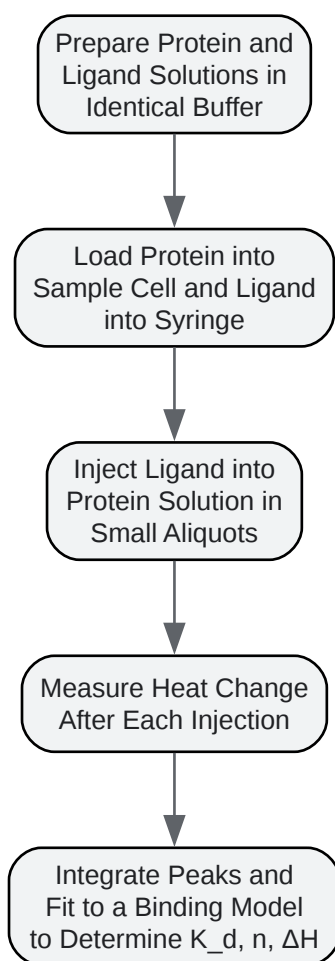 Prepare Protein and
Ligand Solutions in
Identical Buffer
Load Protein into
Sample Cell and Ligand
into Syringe
Inject Ligand into
Protein Solution in
Small Aliquots
Measure Heat Change
After Each Injection
Integrate Peaks and
Fit to a Binding Model
to Determine K_d, n, ΔH